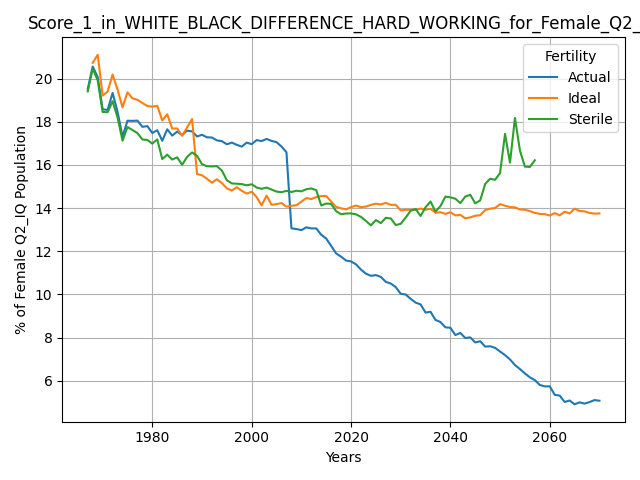 Score_1_in_WHITE_BLACK_DIFFERENCE_HARD_WORKING_for_Female_Q2_
Fertility
Actual
Ideal
Sterile
20
18
16
14
12
10
8
6
% of Female Q2_IQ Population
1980
2000
2020
2040
2060
Years